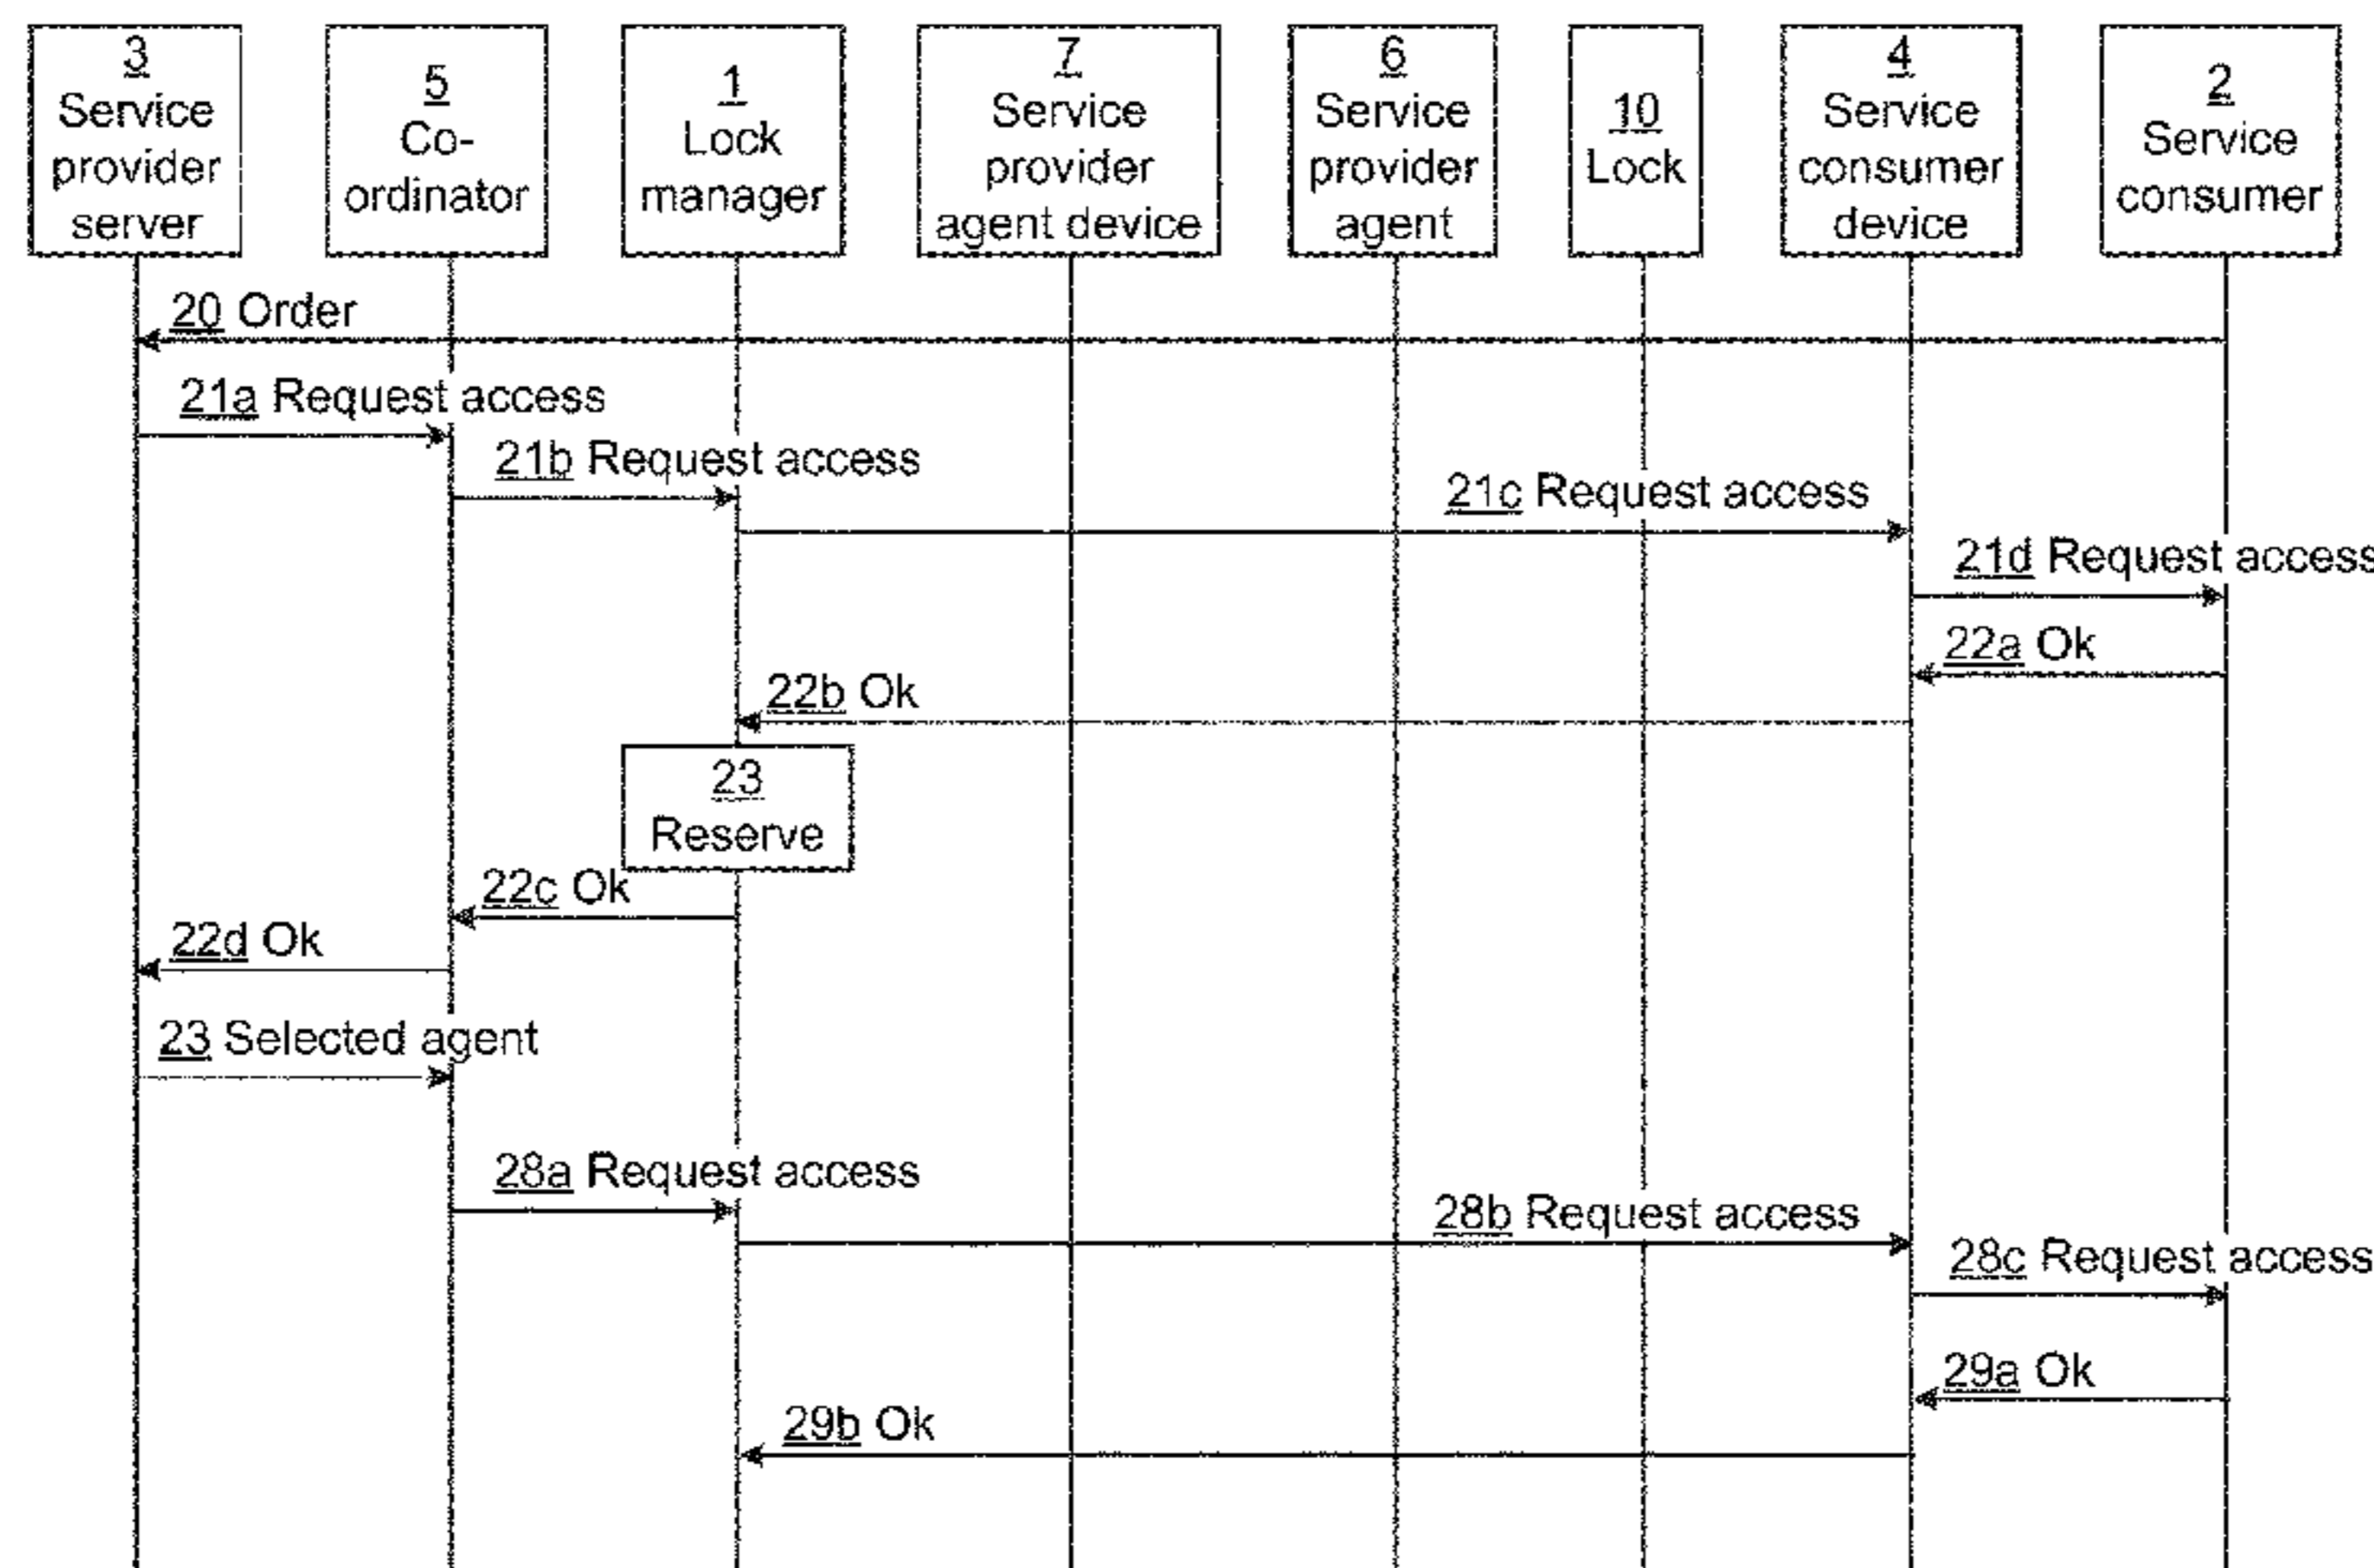 3
Service
provider
server
5
Co-
ordinator
1
Lock
manager
7
Service
provider
agent device
6
Service
provider
agent
10
Lock
4
Service
consumer
device
2
Service
consumer
20 Order
21a Request access
21b Request access
21c Request access
21d Request access
22a Ok
22b Ok
23
Reserve
22c Ok
22d Ok
23 Selected agent
28a Request access
28b Request access
28c Request access
29a Ok
29b Ok